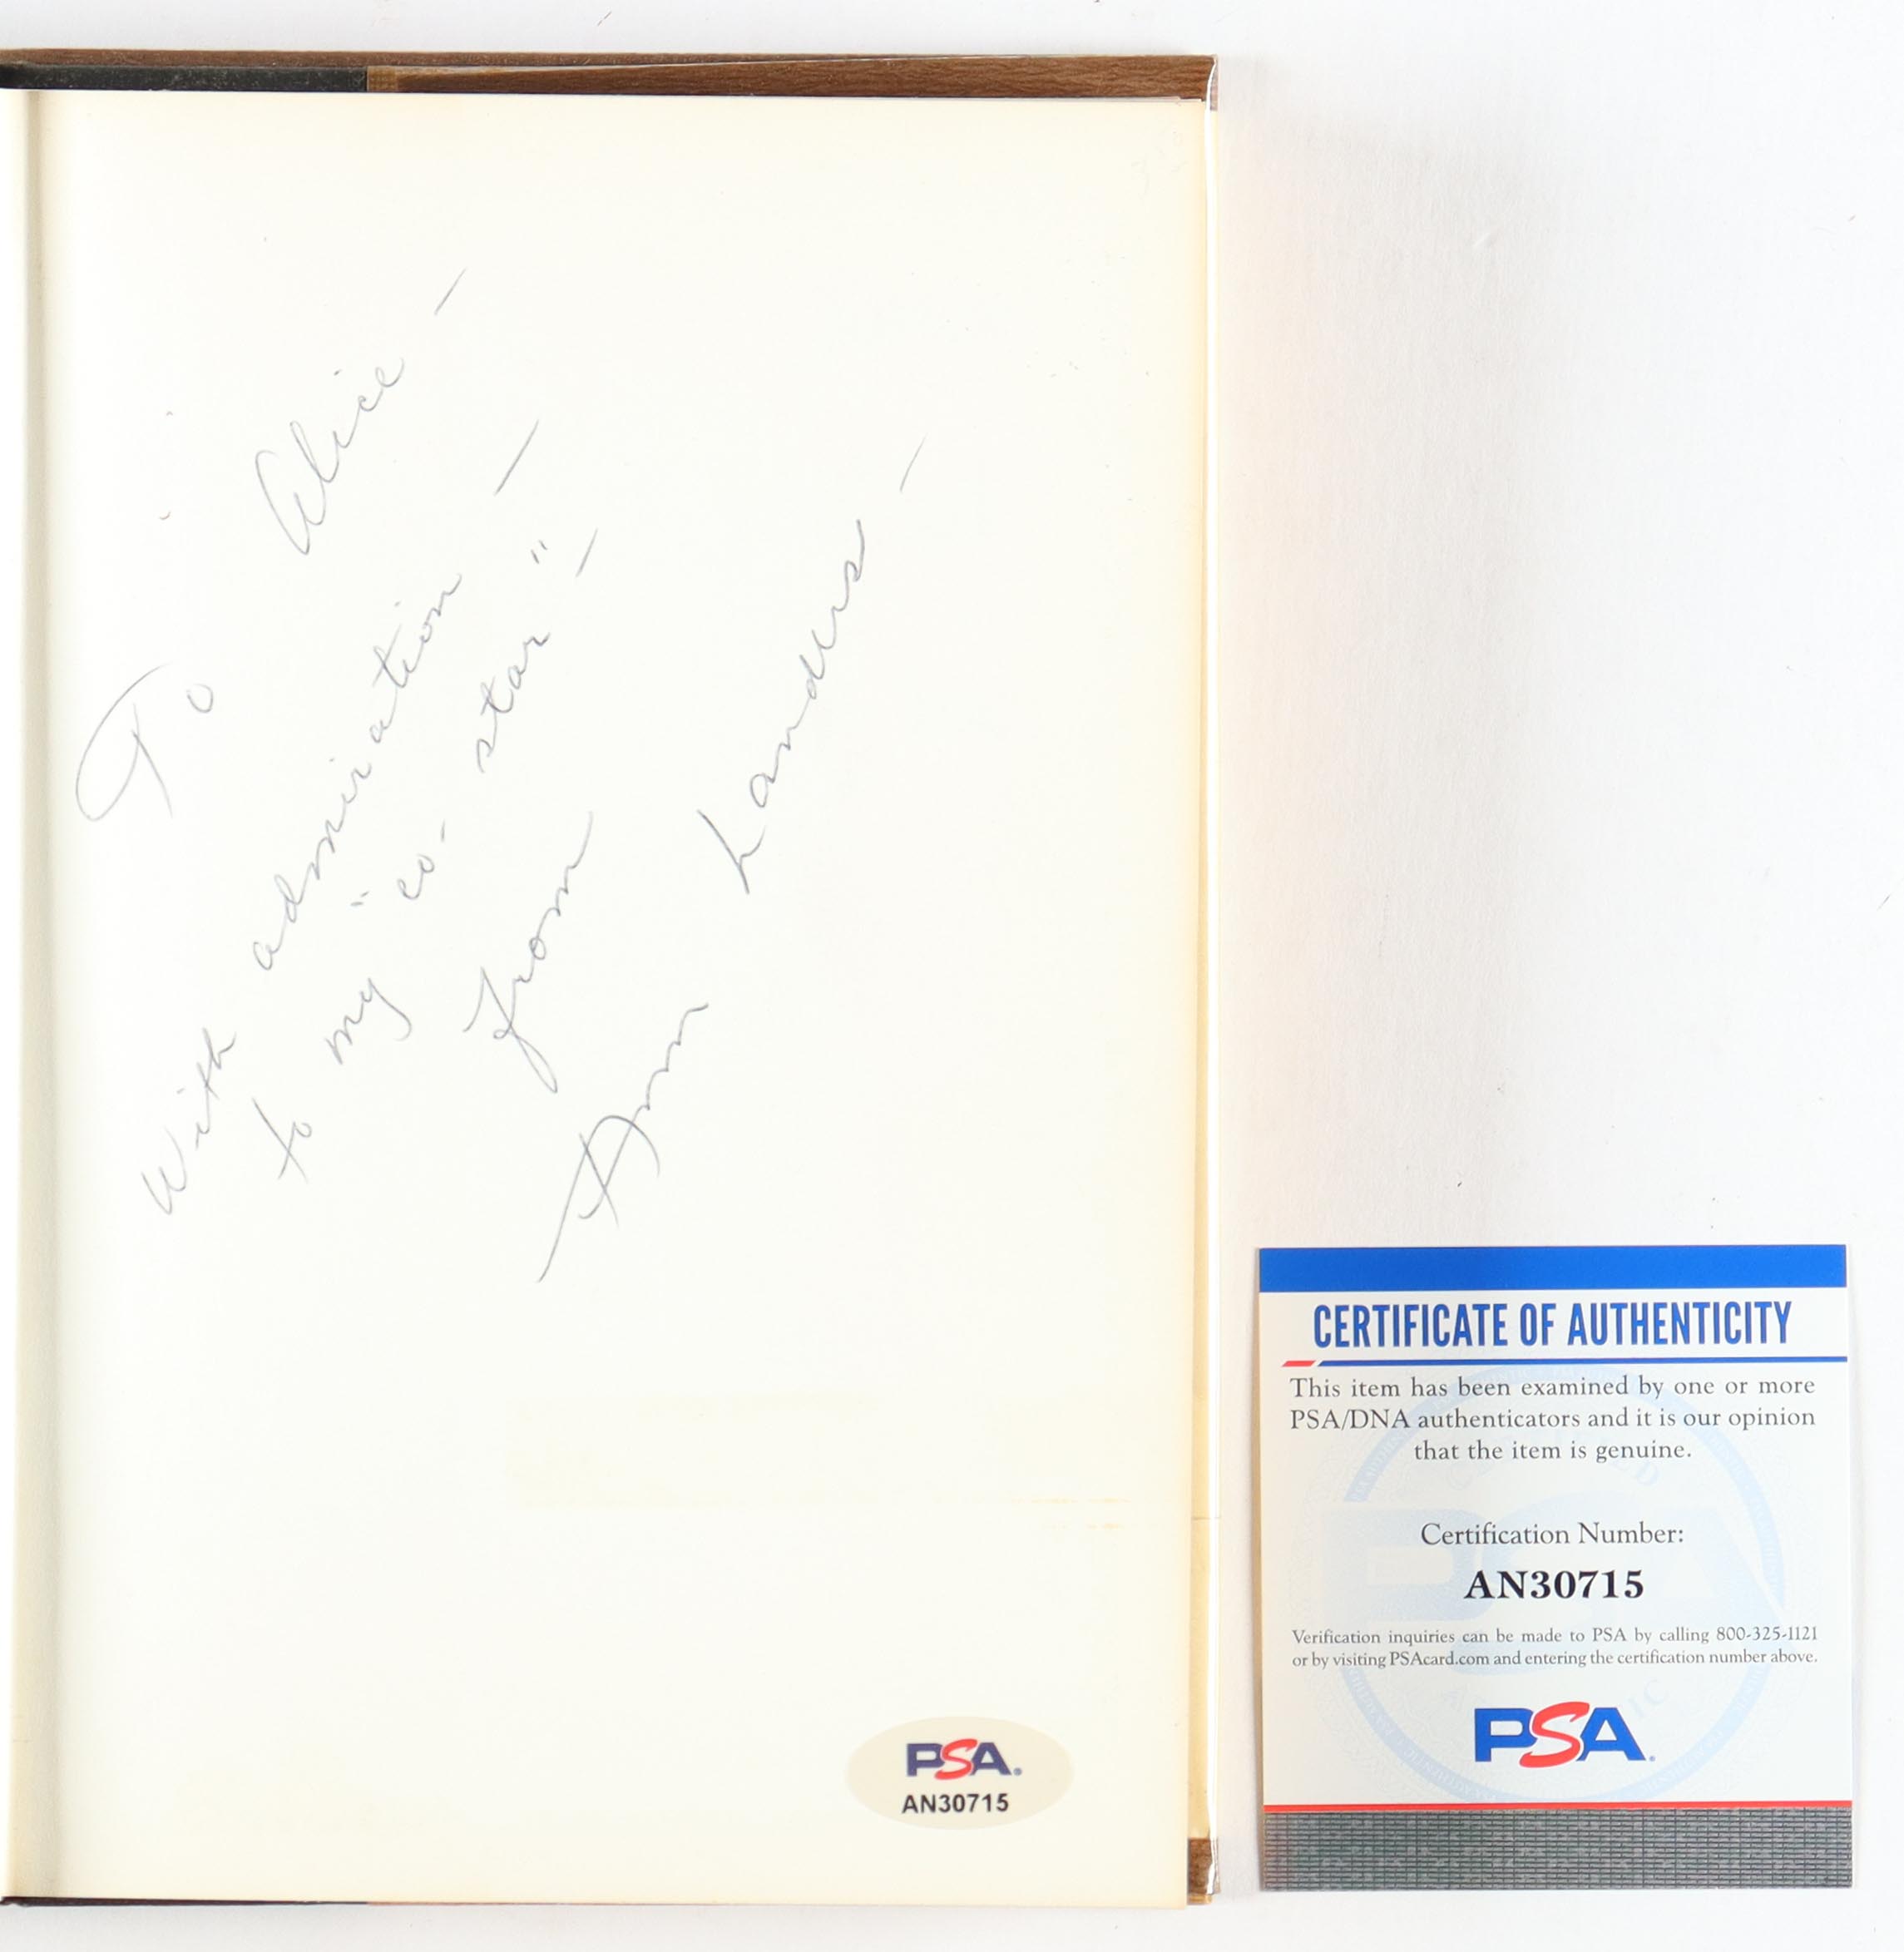 To Alice –
With admiration –
to my "co-star" –
from
Ann Landers –
PSA
AN30715
CERTIFICATE OF AUTHENTICITY
This item has been examined by one or more
PSA/DNA authenticators and it is our opinion
that the item is genuine.
Certification Number:
AN30715
Verification inquiries can be made to PSA by calling 800-325-1121
or by visiting PSAcard.com and entering the certification number above.
PSA